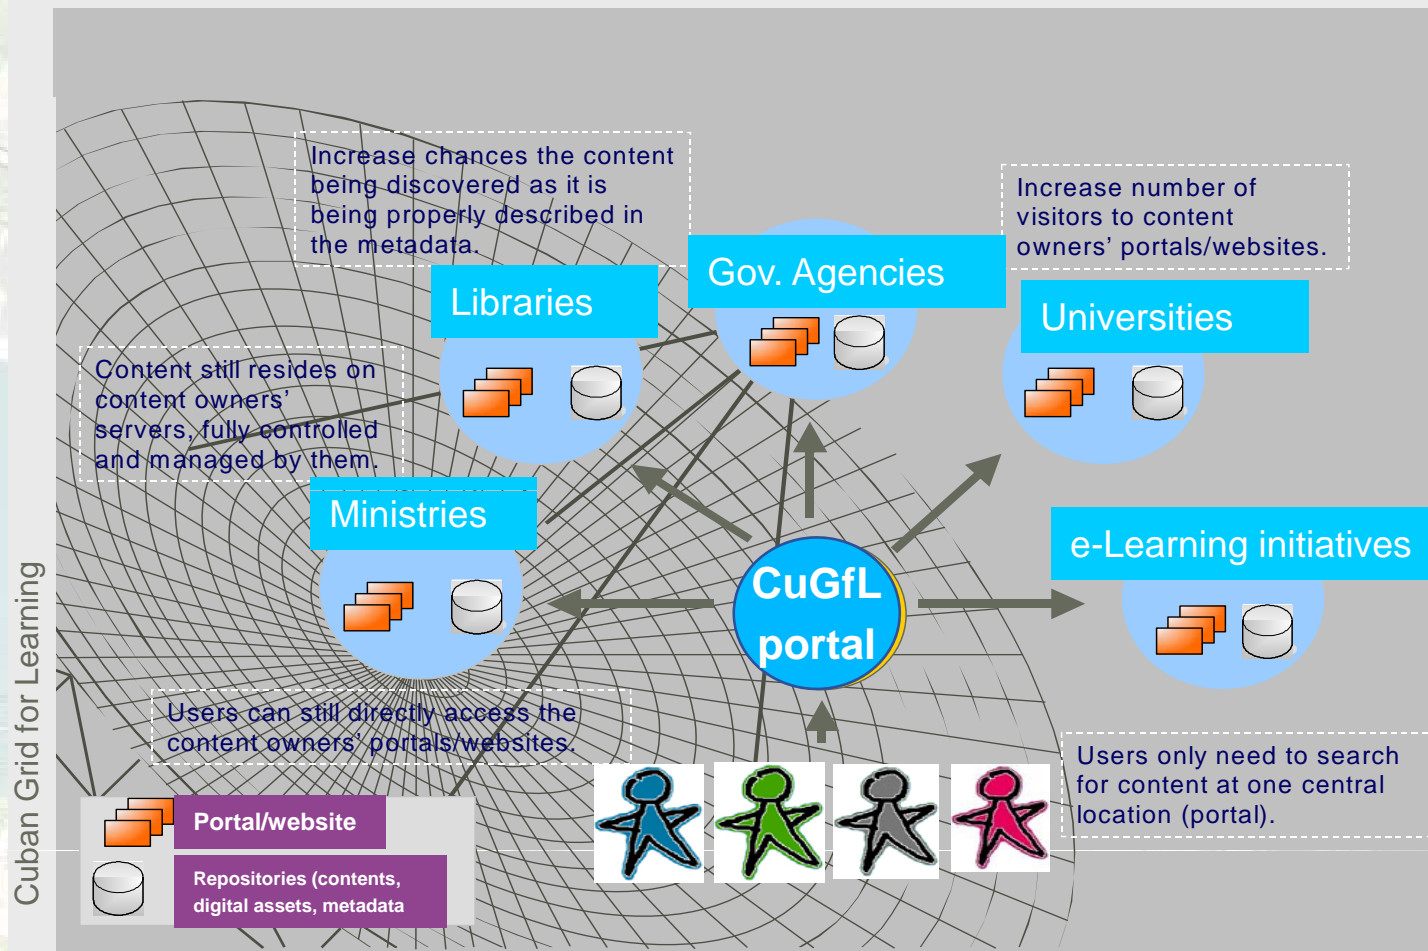 Cuban Grid for Learning
Increase chances the content
being discovered as it is
being properly described in
the metadata.
Increase number of
visitors to content
owners’ portals/websites.
Gov. Agencies
Libraries
Universities
Content still resides on
content owners’
servers, fully controlled
and managed by them.
Ministries
e-Learning initiatives
CuGfL
portal
Users can still directly access the
content owners’ portals/websites.
Users only need to search
for content at one central
location (portal).
Portal/website
Repositories (contents,
digital assets, metadata